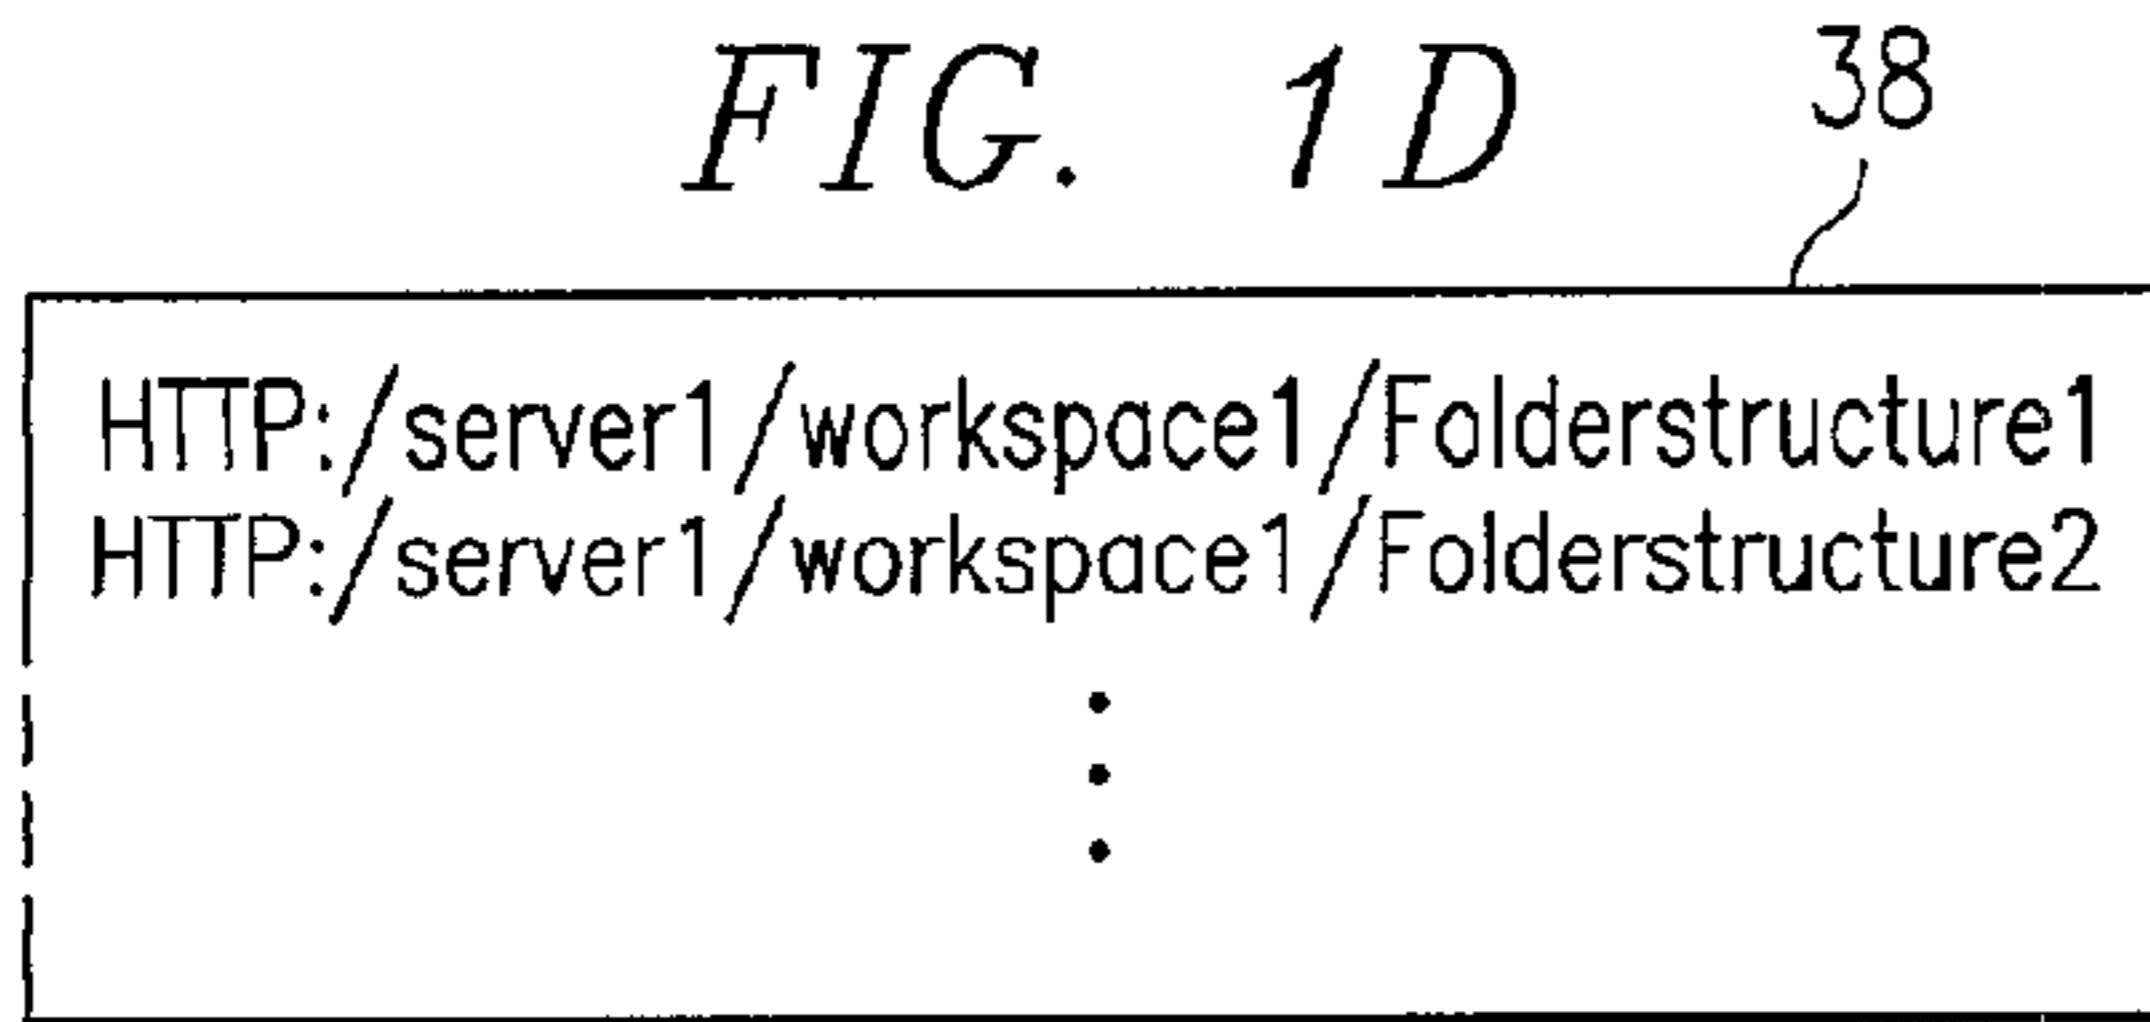 FIG. 1D
38
HTTP:/server1/workspace1/Folderstructure1
HTTP:/server1/workspace1/Folderstructure2